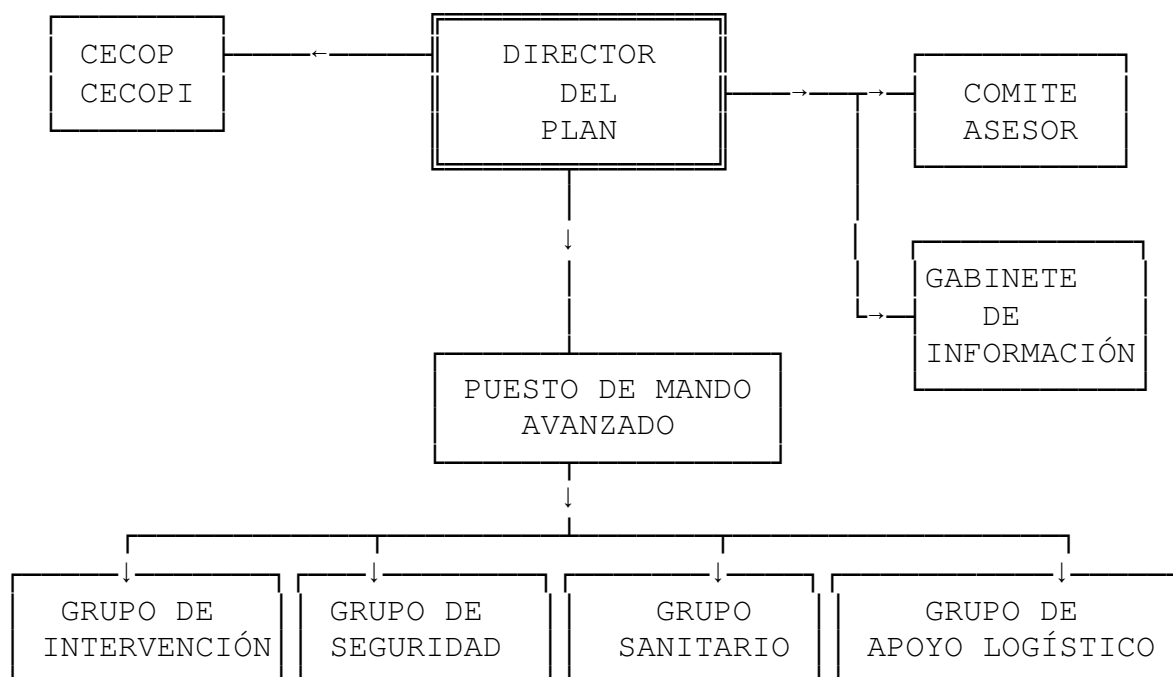 CECOP
CECOPI
DIRECTOR
DEL
PLAN
COMITE
ASESOR
GABINETE
DE
INFORMACIÓN
PUESTO DE MANDO
AVANZADO
GRUPO DE
INTERVENCIÓN
GRUPO DE
SEGURIDAD
GRUPO
SANITARIO
GRUPO DE
APOYO LOGÍSTICO